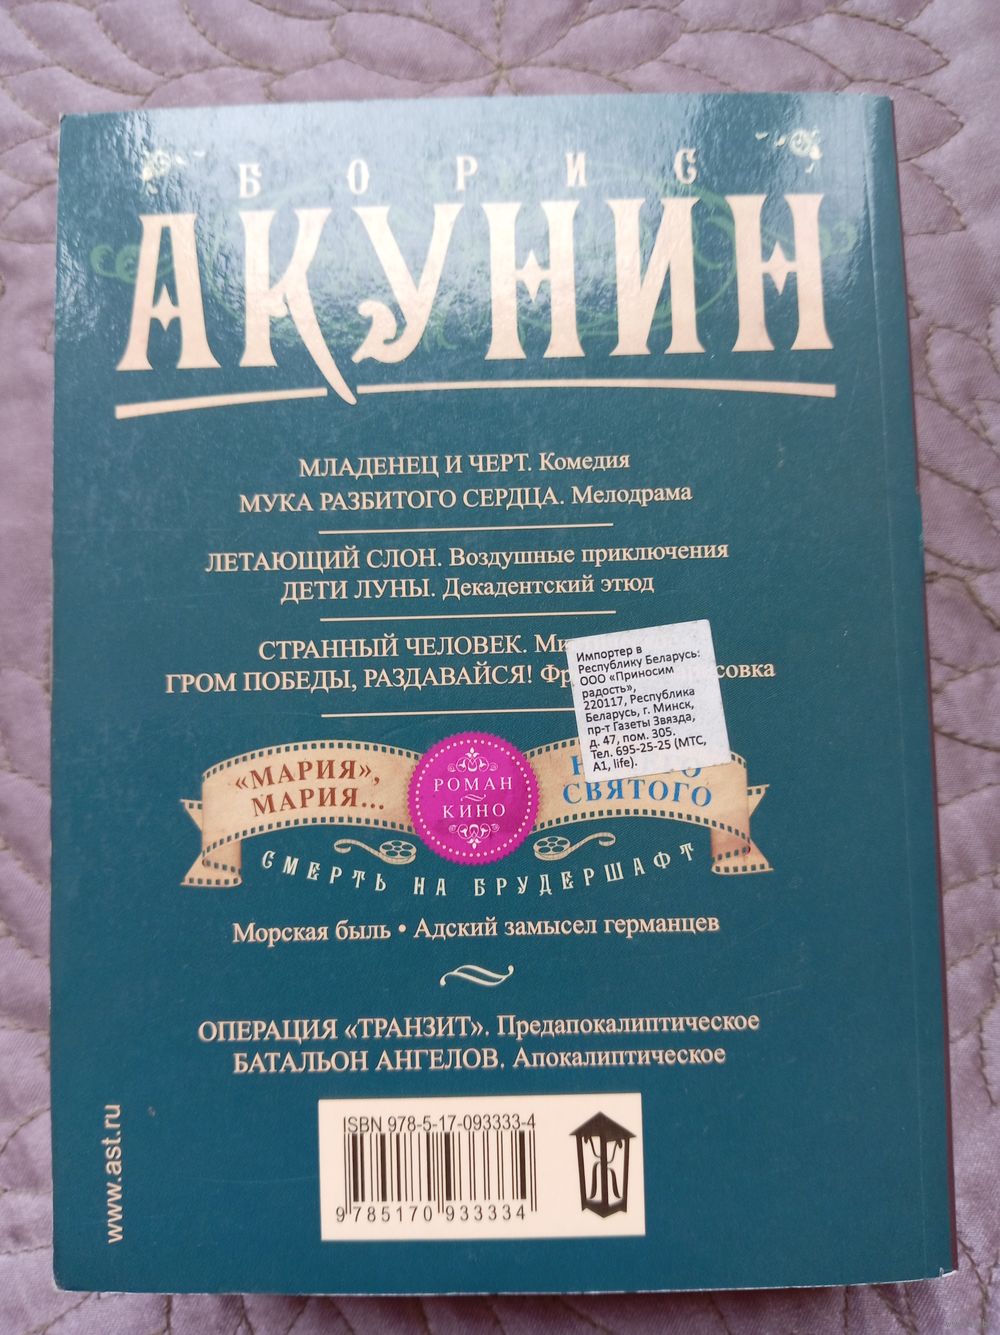 БОРИС
АКУНИН
МЛАДЕНЕЦ И ЧЕРТ. Комедия
МУКА РАЗБИТОГО СЕРДЦА. Мелодрама
ЛЕТАЮЩИЙ СЛОН. Воздушные приключения
ДЕТИ ЛУНЫ. Декадентский этюд
СТРАННЫЙ ЧЕЛОВЕК.
ГРОМ ПОБЕДЫ, РАЗДАВАЙСЯ!
Импортер в
Республику Беларусь:
ООО «Приносим
радость»,
220117, Республика
Беларусь, г. Минск,
пр-т Газеты Звязда,
д. 47, пом. 305.
Тел. 695-25-25 (МТС,
А1, life).
«МАРИЯ»,
МАРИЯ...
РОМАН
КИНО
СВЯТОГО
СМЕРТЬ НА БРУДЕРШАФТ
Морская быль • Адский замысел германцев
ОПЕРАЦИЯ «ТРАНЗИТ». Предапокалиптическое
БАТАЛЬОН АНГЕЛОВ. Апокалиптическое
www.ast.ru
ISBN 978-5-17-093333-4
9 785170 933334
Ж